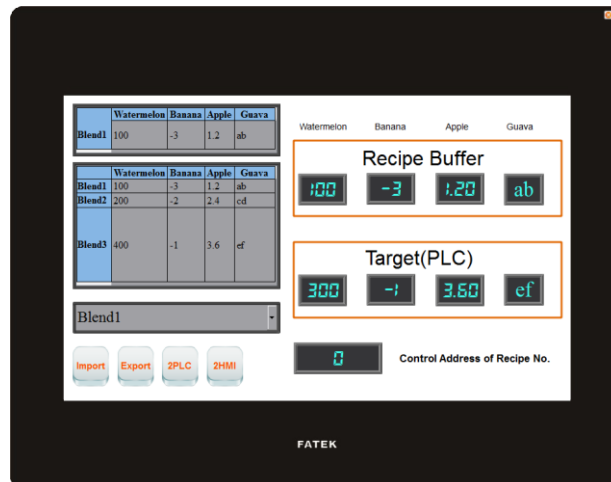 Watermelon Banana Apple Guava
Blend1 100 -3 1.2 ab
Watermelon Banana Apple Guava
Blend1 100 -3 1.2 ab
Blend2 200 -2 2.4 cd
Blend3 400 -1 3.6 ef
Blend1
Import Export 2PLC 2HMI
Watermelon Banana Apple Guava
Recipe Buffer
100 -3 1.20 ab
Target(PLC)
300 -1 3.60 ef
0 Control Address of Recipe No.
FATEK